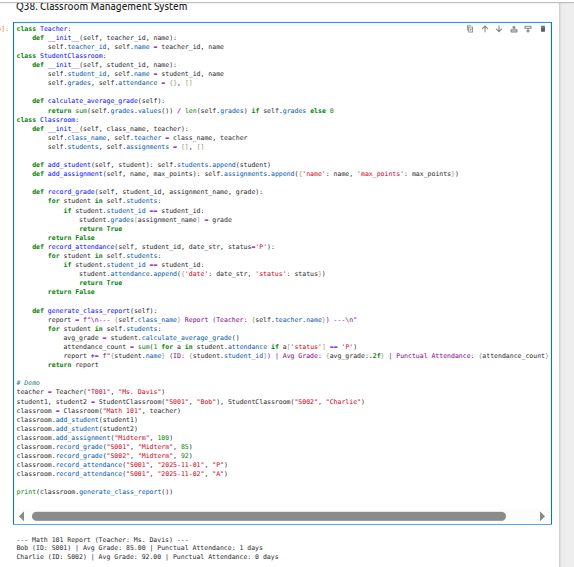 Q38. Classroom Management System
class Teacher:
    def __init__(self, teacher_id, name):
        self.teacher_id, self.name = teacher_id, name
class StudentClassroom:
    def __init__(self, student_id, name):
        self.student_id, self.name = student_id, name
        self.grades, self.attendance = {}, []

    def calculate_average_grade(self):
        return sum(self.grades.values()) / len(self.grades) if self.grades else 0
class Classroom:
    def __init__(self, class_name, teacher):
        self.class_name, self.teacher = class_name, teacher
        self.students, self.assignments = [], []

    def add_student(self, student): self.students.append(student)
    def add_assignment(self, name, max_points): self.assignments.append({'name': name, 'max_points': max_points})

    def record_grade(self, student_id, assignment_name, grade):
        for student in self.students:
            if student.student_id == student_id:
                student.grades[assignment_name] = grade
                return True
        return False
    def record_attendance(self, student_id, date_str, status='P'):
        for student in self.students:
            if student.student_id == student_id:
                student.attendance.append({'date': date_str, 'status': status})
                return True
        return False

    def generate_class_report(self):
        report = f"\n--- {self.class_name} Report (Teacher: {self.teacher.name}) ---\n"
        for student in self.students:
            avg_grade = student.calculate_average_grade()
            attendance_count = sum(1 for a in student.attendance if a['status'] == 'P')
            report += f"{student.name} (ID: {student.student_id}) | Avg Grade: {avg_grade:.2f} | Punctual Attendance: {attendance_count}
        return report

# Demo
teacher = Teacher("T001", "Ms. Davis")
student1, student2 = StudentClassroom("S001", "Bob"), StudentClassroom("S002", "Charlie")
classroom = Classroom("Math 101", teacher)
classroom.add_student(student1)
classroom.add_student(student2)
classroom.add_assignment("Midterm", 100)
classroom.record_grade("S001", "Midterm", 85)
classroom.record_grade("S002", "Midterm", 92)
classroom.record_attendance("S001", "2025-11-01", "P")
classroom.record_attendance("S001", "2025-11-02", "A")

print(classroom.generate_class_report())

--- Math 101 Report (Teacher: Ms. Davis) ---
Bob (ID: S001) | Avg Grade: 85.00 | Punctual Attendance: 1 days
Charlie (ID: S002) | Avg Grade: 92.00 | Punctual Attendance: 0 days